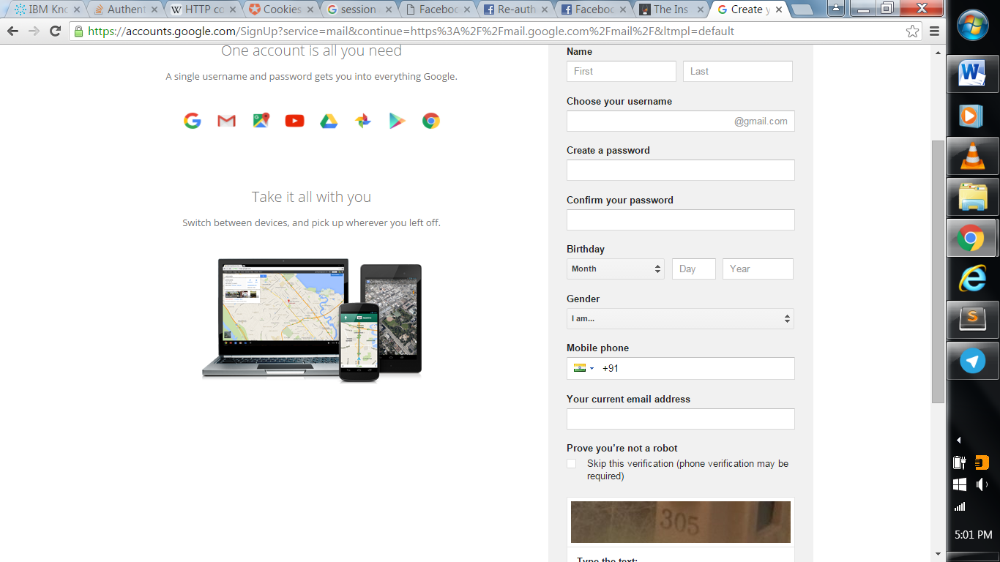 IBM Kno
Authent
HTTP co
Cookies
session
Faceboo
Re-auth
Faceboo
The Ins
Create y
https://accounts.google.com/SignUp?service=mail&continue=https%3A%2F%2Fmail.google.com%2Fmail%2F&ltmpl=default
One account is all you need
A single username and password gets you into everything Google.
Take it all with you
Switch between devices, and pick up wherever you left off.
Name
First
Last
Choose your username
@gmail.com
Create a password
Confirm your password
Birthday
Month
Day
Year
Gender
I am...
Mobile phone
+91
Your current email address
Prove you're not a robot
Skip this verification (phone verification may be
required)
305
Type the text:
5:01 PM